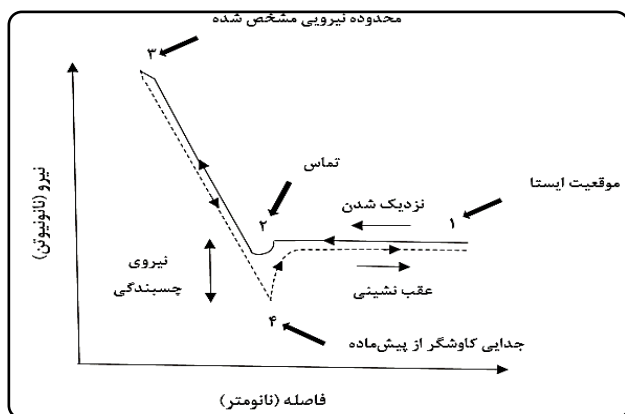 محدوده نیرویی مشخص شده
۳
تماس
موقعیت ایستا
۲
نزدیک شدن
۱
نیرو (نانونیوتن)
نیروی
چسبندگی
عقب نشینی
۴
جدایی کاوشگر از پیش‌ماده
فاصله (نانومتر)